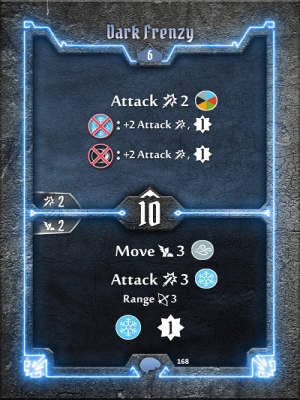 Dark Frenzy
6
Attack 2
: +2 Attack , 1
: +2 Attack , 1
2
10
2
Move 3
Attack 3
Range 3
1
168